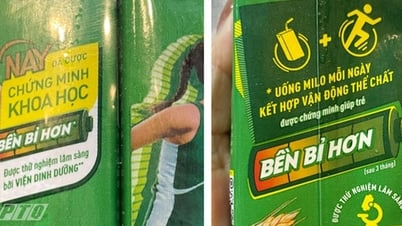 NAY
ĐÃ ĐƯỢC
CHỨNG MINH
KHOA HỌC
BỀN BỈ HƠN**
Được thử nghiệm lâm sàng
bởi VIỆN DINH DƯỠNG**
PTO
+
* UỐNG MILO MỖI NGÀY
KẾT HỢP VẬN ĐỘNG THỂ CHẤT
được chứng minh giúp trẻ
BỀN BỈ HƠN
(sau 3 tháng)
ĐƯỢC THỬ NGHIỆM LÂM SÀNG